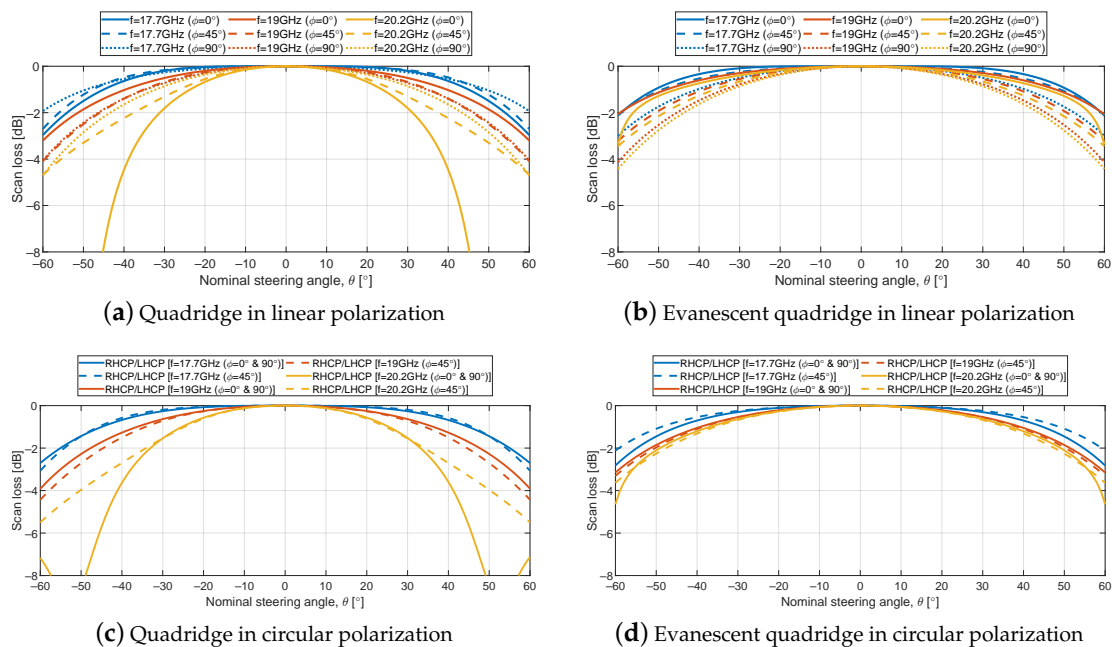 f=17.7GHz (ϕ=0°) f=19GHz (ϕ=0°) f=20.2GHz (ϕ=0°)
f=17.7GHz (ϕ=45°) f=19GHz (ϕ=45°) f=20.2GHz (ϕ=45°)
f=17.7GHz (ϕ=90°) f=19GHz (ϕ=90°) f=20.2GHz (ϕ=90°)
0
−2
−4
−6
−8
Scan loss [dB]
−60 −50 −40 −30 −20 −10 0 10 20 30 40 50 60
Nominal steering angle, θ [°]
(a) Quadridge in linear polarization
f=17.7GHz (ϕ=0°) f=19GHz (ϕ=0°) f=20.2GHz (ϕ=0°)
f=17.7GHz (ϕ=45°) f=19GHz (ϕ=45°) f=20.2GHz (ϕ=45°)
f=17.7GHz (ϕ=90°) f=19GHz (ϕ=90°) f=20.2GHz (ϕ=90°)
0
−2
−4
−6
−8
Scan loss [dB]
−60 −50 −40 −30 −20 −10 0 10 20 30 40 50 60
Nominal steering angle, θ [°]
(b) Evanescent quadridge in linear polarization
RHCP/LHCP [f=17.7GHz (ϕ=0° & 90°)] RHCP/LHCP [f=19GHz (ϕ=45°)]
RHCP/LHCP [f=17.7GHz (ϕ=45°)] RHCP/LHCP [f=20.2GHz (ϕ=0° & 90°)]
RHCP/LHCP [f=19GHz (ϕ=0° & 90°)] RHCP/LHCP [f=20.2GHz (ϕ=45°)]
0
−2
−4
−6
−8
Scan loss [dB]
−60 −50 −40 −30 −20 −10 0 10 20 30 40 50 60
Nominal steering angle, θ [°]
(c) Quadridge in circular polarization
RHCP/LHCP [f=17.7GHz (ϕ=0° & 90°)] RHCP/LHCP [f=19GHz (ϕ=45°)]
RHCP/LHCP [f=17.7GHz (ϕ=45°)] RHCP/LHCP [f=20.2GHz (ϕ=0° & 90°)]
RHCP/LHCP [f=19GHz (ϕ=0° & 90°)] RHCP/LHCP [f=20.2GHz (ϕ=45°)]
0
−2
−4
−6
−8
Scan loss [dB]
−60 −50 −40 −30 −20 −10 0 10 20 30 40 50 60
Nominal steering angle, θ [°]
(d) Evanescent quadridge in circular polarization